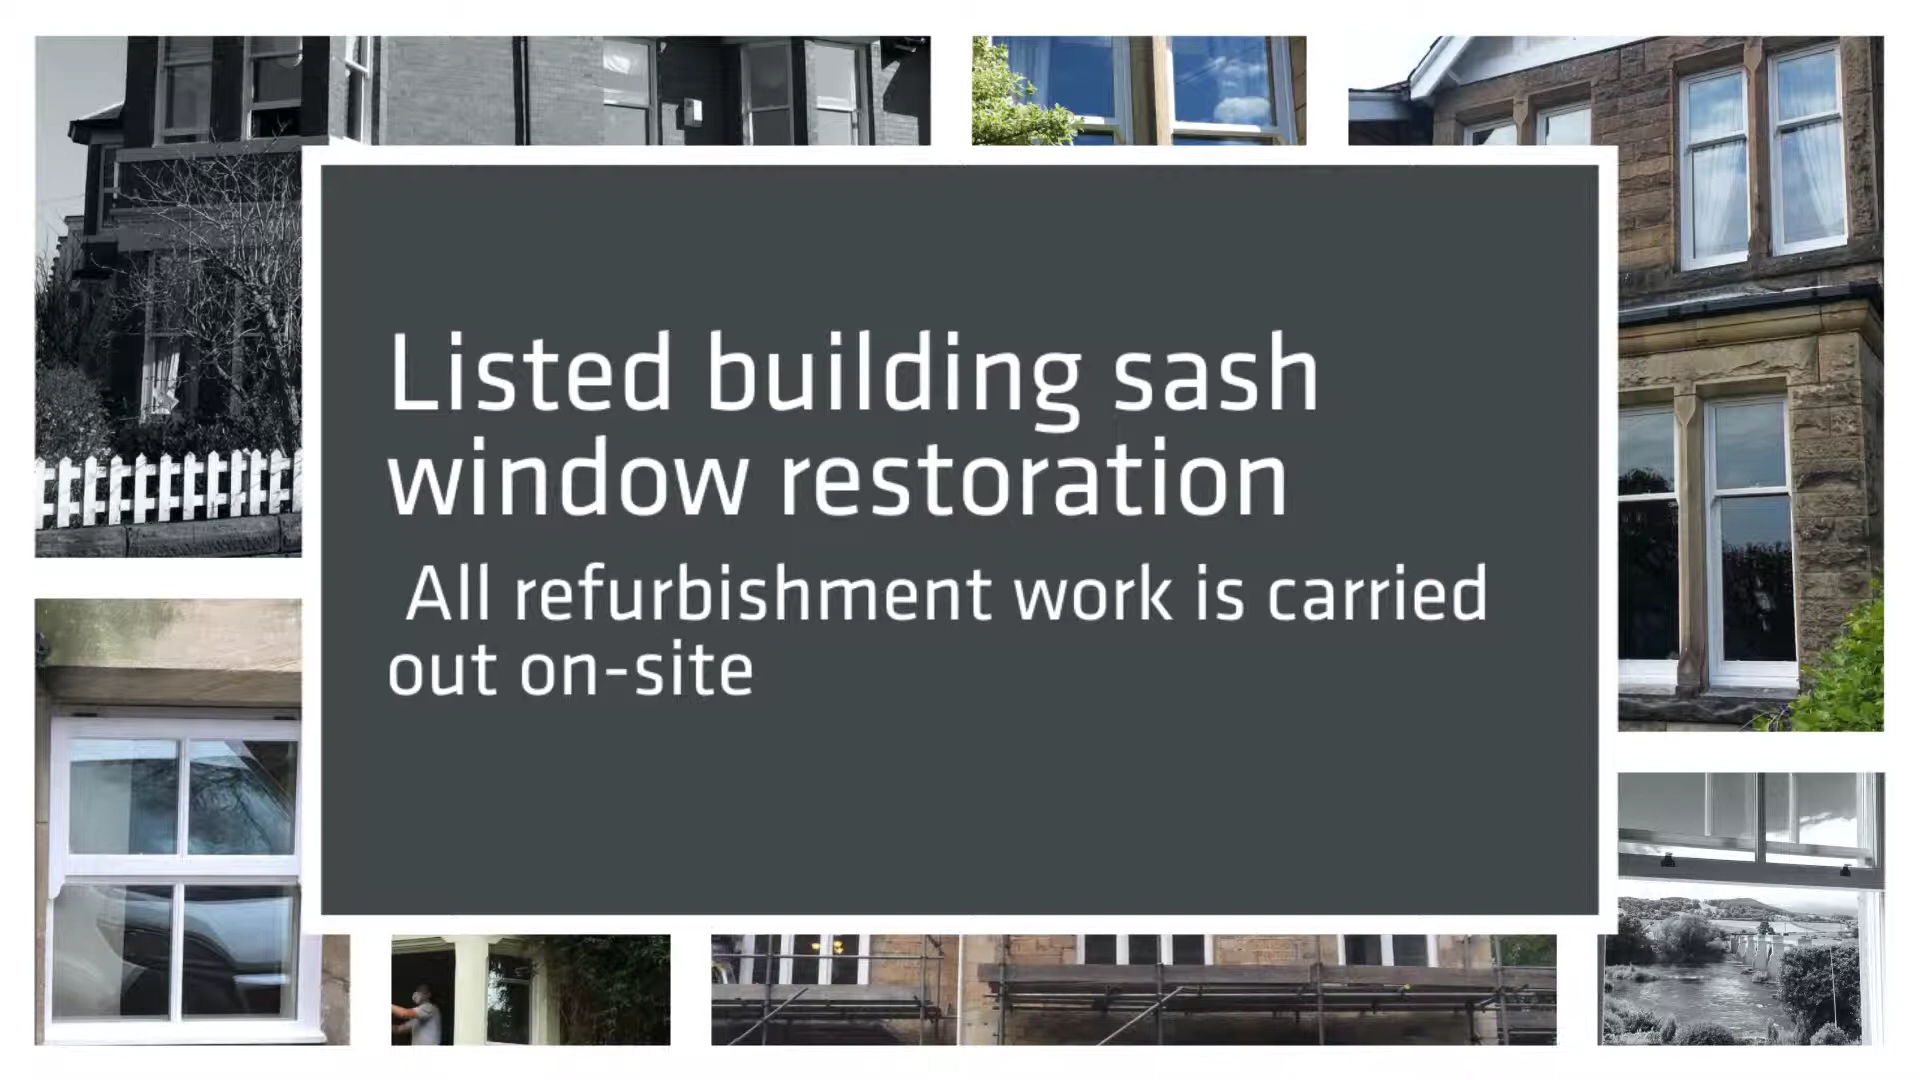 Listed building sash
window restoration
All refurbishment work is carried
out on-site